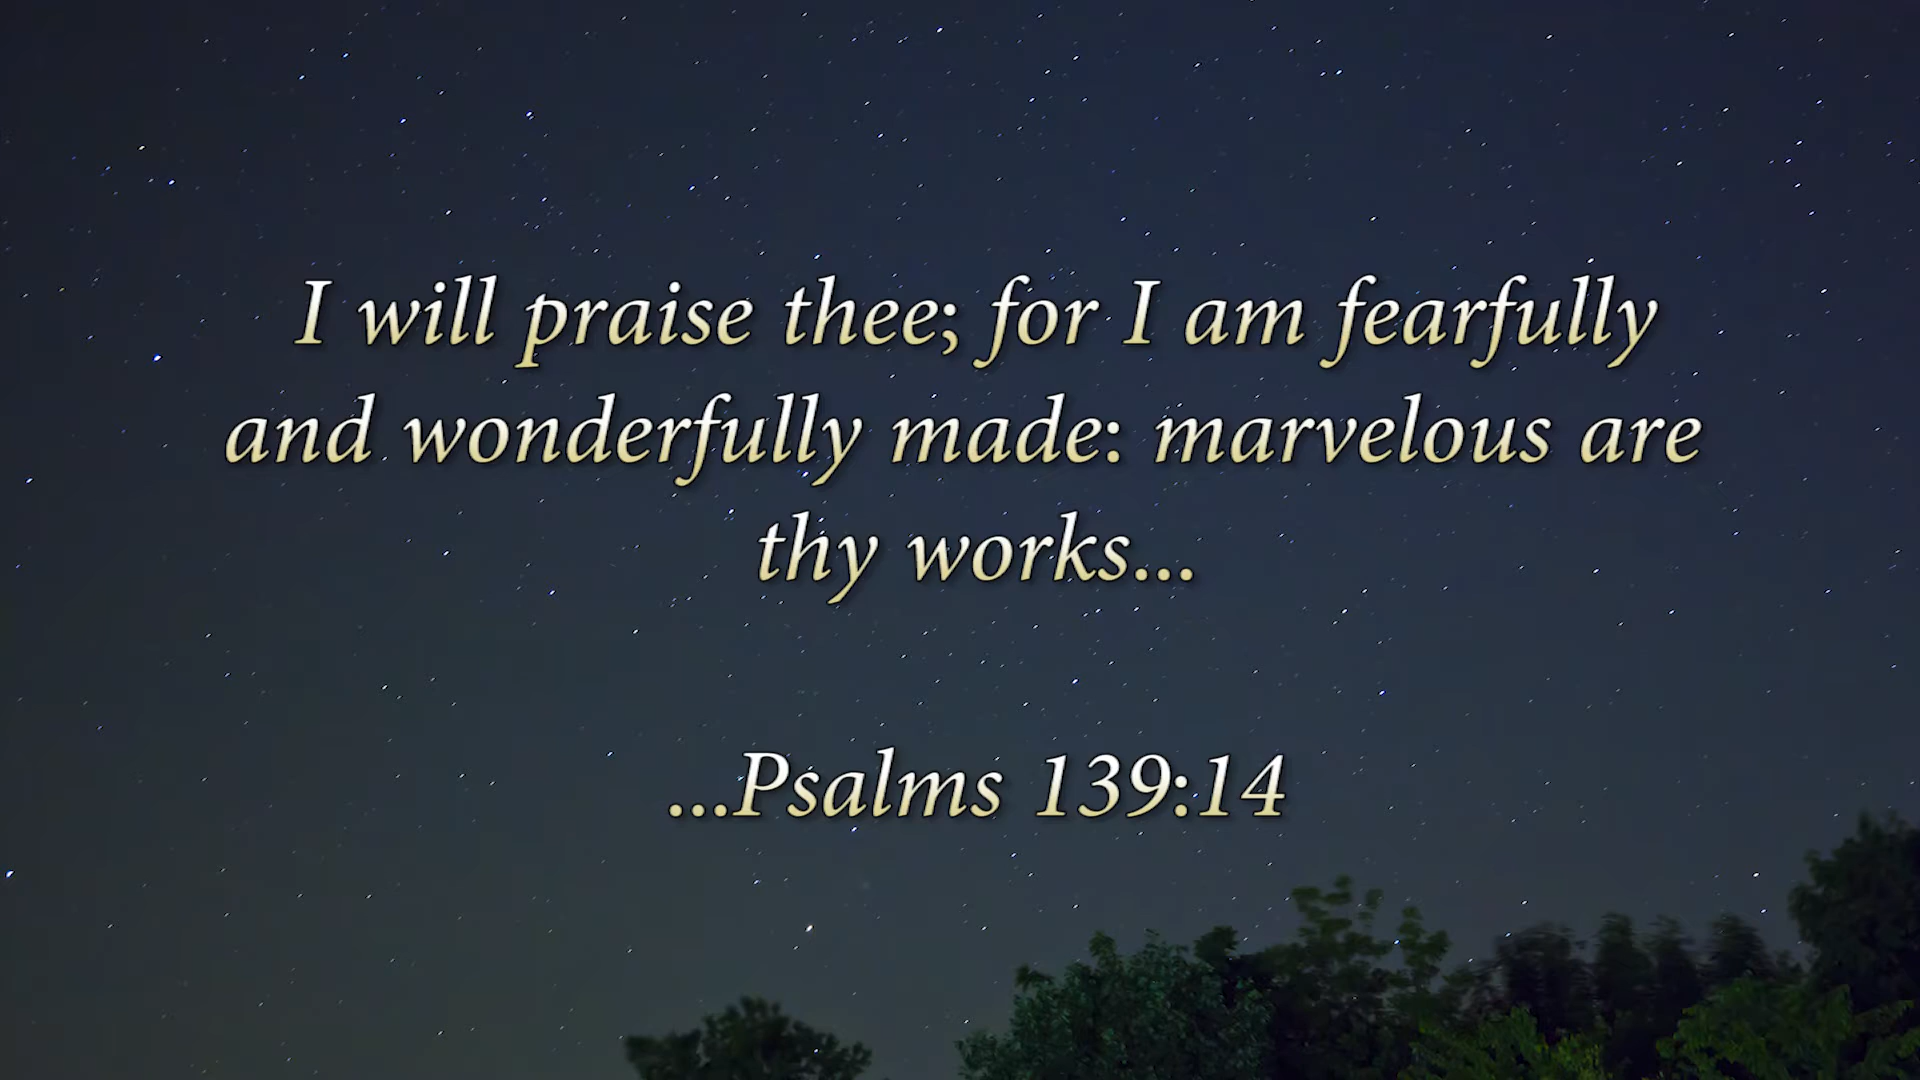 I will praise thee; for I am fearfully
and wonderfully made: marvelous are
thy works...
...Psalms 139:14